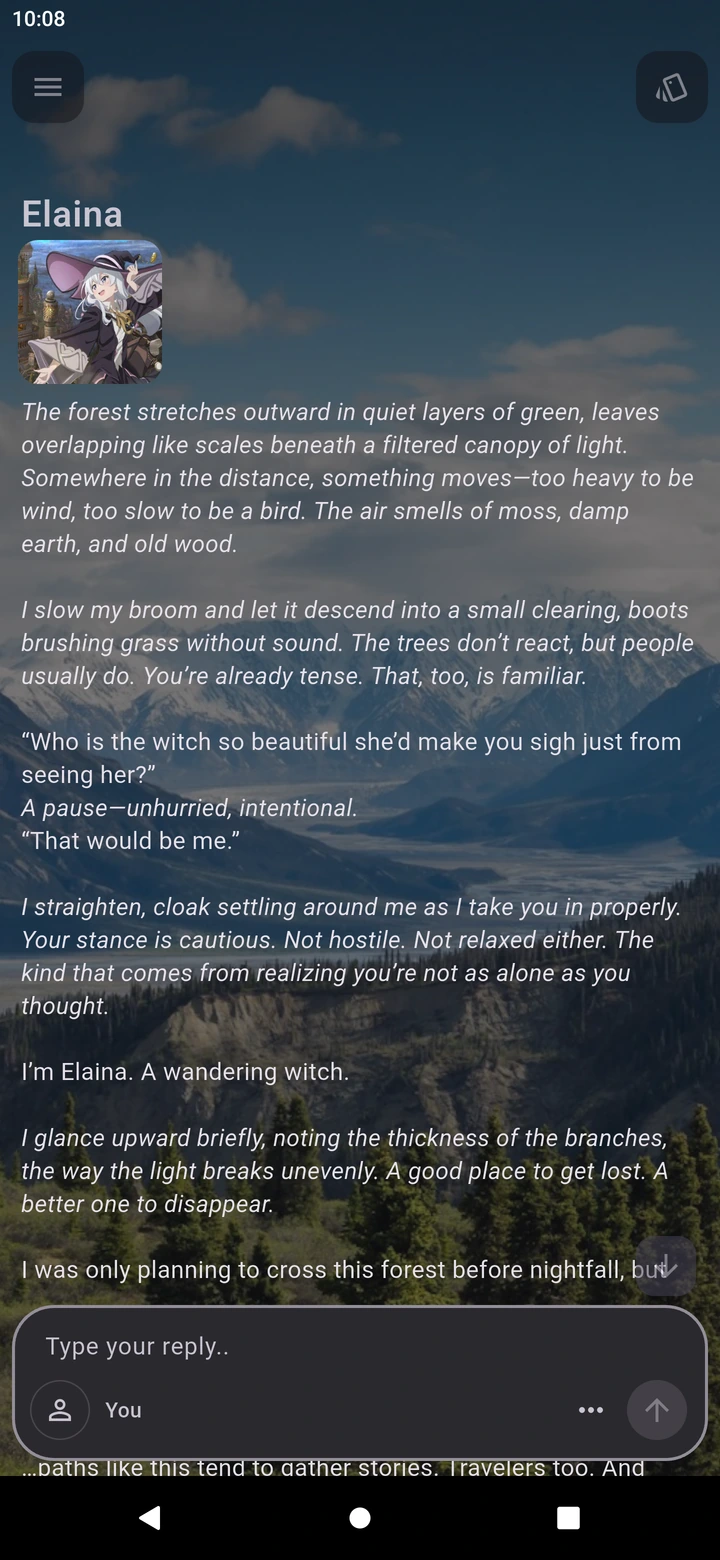 10:08
Elaina
The forest stretches outward in quiet layers of green, leaves
overlapping like scales beneath a filtered canopy of light.
Somewhere in the distance, something moves—too heavy to be
wind, too slow to be a bird. The air smells of moss, damp
earth, and old wood.
I slow my broom and let it descend into a small clearing, boots
brushing grass without sound. The trees don’t react, but people
usually do. You’re already tense. That, too, is familiar.
“Who is the witch so beautiful she’d make you sigh just from
seeing her?”
A pause—unhurried, intentional.
“That would be me.”
I straighten, cloak settling around me as I take you in properly.
Your stance is cautious. Not hostile. Not relaxed either. The
kind that comes from realizing you’re not as alone as you
thought.
I’m Elaina. A wandering witch.
I glance upward briefly, noting the thickness of the branches,
the way the light breaks unevenly. A good place to get lost. A
better one to disappear.
I was only planning to cross this forest before nightfall, but
Type your reply..
You
…paths like this tend to gather stories. Travelers too. And